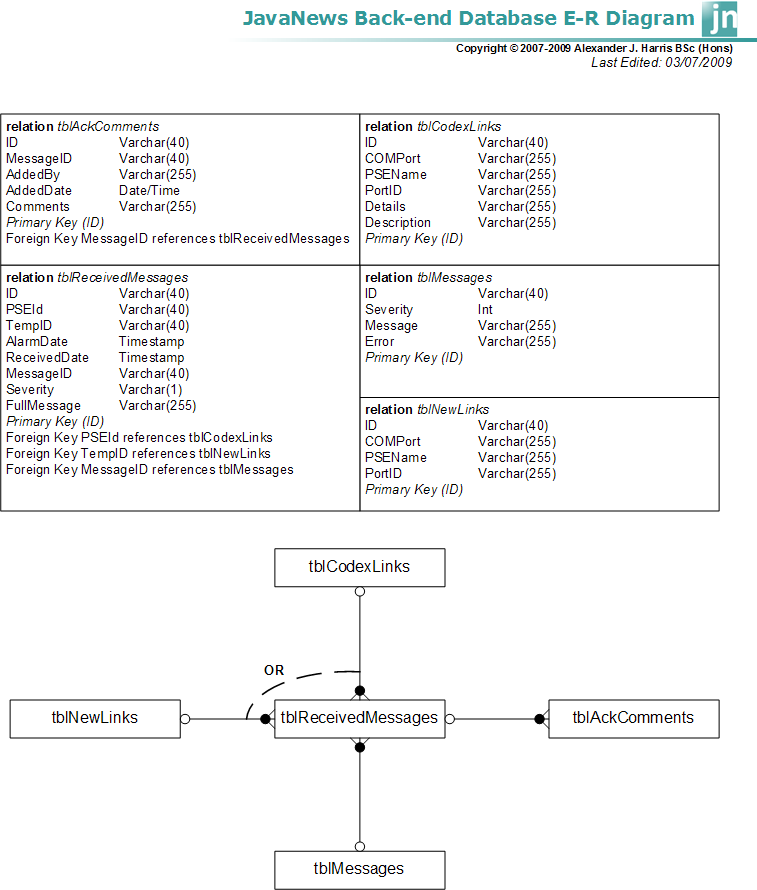 JavaNews Back-end Database E-R Diagram
jn
Copyright © 2007-2009 Alexander J. Harris BSc (Hons)
Last Edited: 03/07/2009
relation tblAckComments
ID Varchar(40)
MessageID Varchar(40)
AddedBy Varchar(255)
AddedDate Date/Time
Comments Varchar(255)
Primary Key (ID)
Foreign Key MessageID references tblReceivedMessages
relation tblCodexLinks
ID Varchar(40)
COMPort Varchar(255)
PSEName Varchar(255)
PortID Varchar(255)
Details Varchar(255)
Description Varchar(255)
Primary Key (ID)
relation tblReceivedMessages
ID Varchar(40)
PSEId Varchar(40)
TempID Varchar(40)
AlarmDate Timestamp
ReceivedDate Timestamp
MessageID Varchar(40)
Severity Varchar(1)
FullMessage Varchar(255)
Primary Key (ID)
Foreign Key PSEId references tblCodexLinks
Foreign Key TempID references tblNewLinks
Foreign Key MessageID references tblMessages
relation tblMessages
ID Varchar(40)
Severity Int
Message Varchar(255)
Error Varchar(255)
Primary Key (ID)
relation tblNewLinks
ID Varchar(40)
COMPort Varchar(255)
PSEName Varchar(255)
PortID Varchar(255)
Primary Key (ID)
tblCodexLinks
OR
tblNewLinks
tblReceivedMessages
tblAckComments
tblMessages